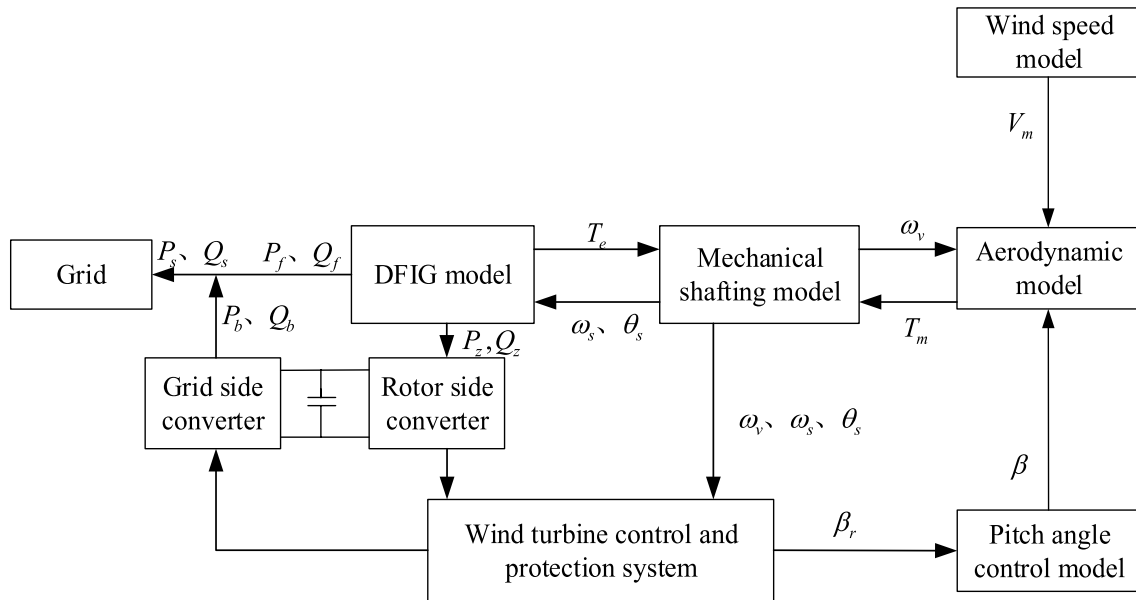 Wind speed
model
V_m
P_s、Q_s
P_f、Q_f
T_e
ω_v
Grid
DFIG model
Mechanical
shafting model
Aerodynamic
model
P_b、Q_b
ω_s、θ_s
T_m
P_z,Q_z
Grid side
converter
Rotor side
converter
ω_v、ω_s、θ_s
β
Wind turbine control and
protection system
β_r
Pitch angle
control model